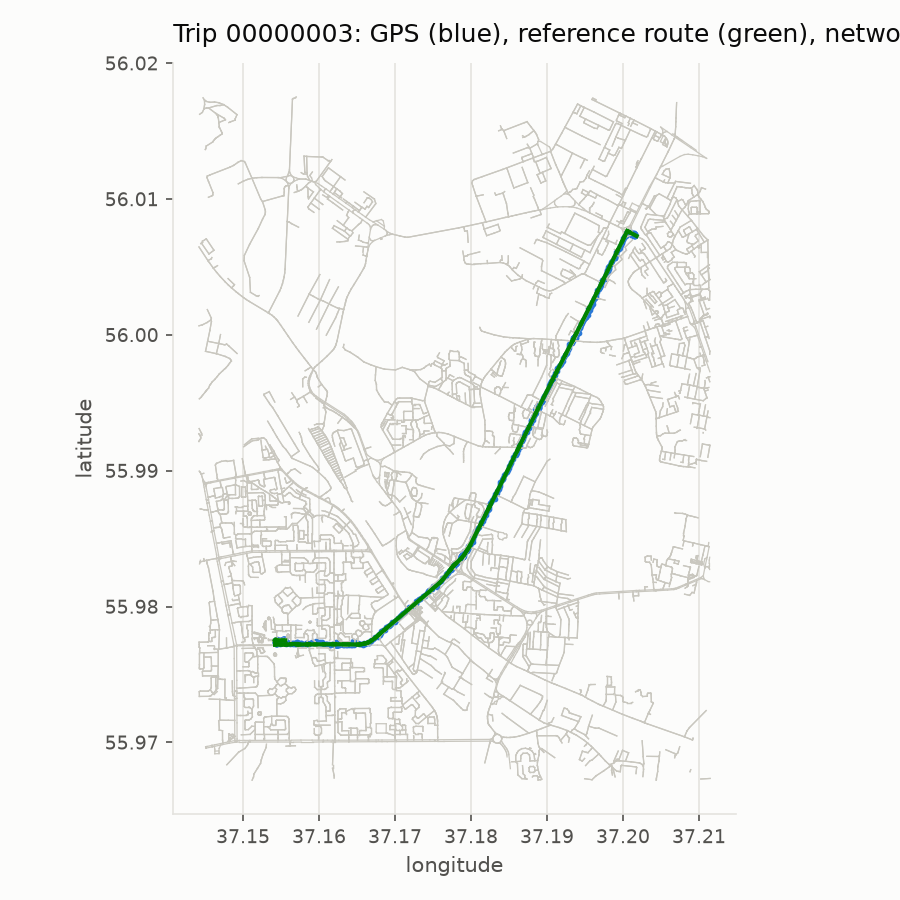 Trip 00000003: GPS (blue), reference route (green), netwo
56.02
56.01
56.00
55.99
55.98
55.97
latitude
37.15 37.16 37.17 37.18 37.19 37.20 37.21
longitude